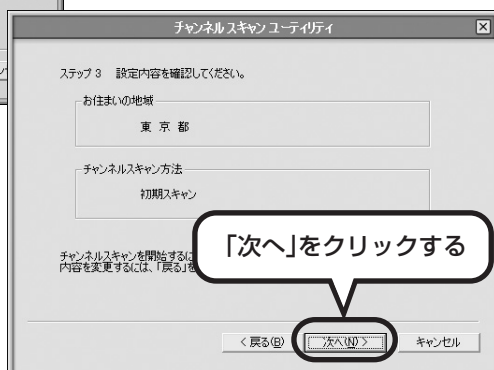 チャンネルスキャンユーティリティ
ステップ3 設定内容を確認してください。
お住まいの地域
東 京 都
チャンネルスキャン方法
初期スキャン
「次へ」をクリックする
チャンネルスキャンを開始するに
内容を変更するには、「戻る」を
< 戻る(B) 次へ(N) > キャンセル